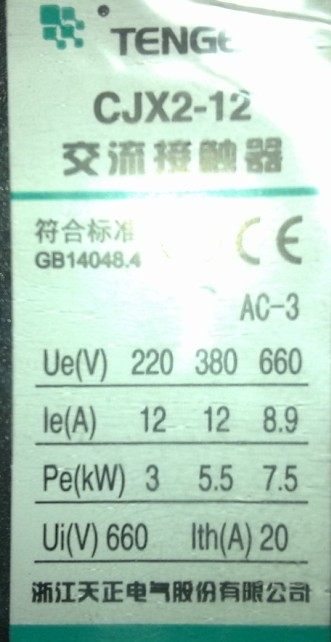 TENGE
CJX2-12
交流接触器
符合标准
GB14048.4
CE
AC-3
Ue(V) 220 380 660
Ie(A) 12 12 8.9
Pe(kW) 3 5.5 7.5
Ui(V) 660 Ith(A) 20
浙江天正电气股份有限公司